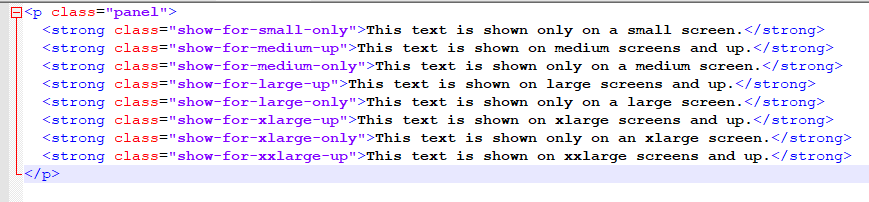 <p class="panel">
<strong class="show-for-small-only">This text is shown only on a small screen.</strong>
<strong class="show-for-medium-up">This text is shown on medium screens and up.</strong>
<strong class="show-for-medium-only">This text is shown only on a medium screen.</strong>
<strong class="show-for-large-up">This text is shown on large screens and up.</strong>
<strong class="show-for-large-only">This text is shown only on a large screen.</strong>
<strong class="show-for-xlarge-up">This text is shown on xlarge screens and up.</strong>
<strong class="show-for-xlarge-only">This text is shown only on an xlarge screen.</strong>
<strong class="show-for-xxlarge-up">This text is shown on xxlarge screens and up.</strong>
</p>